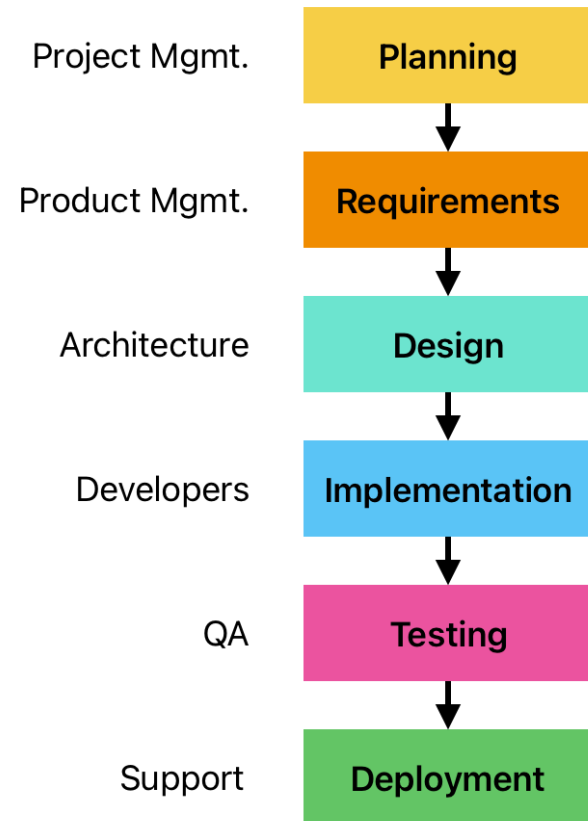 Project Mgmt. Planning
Product Mgmt. Requirements
Architecture Design
Developers Implementation
QA Testing
Support Deployment